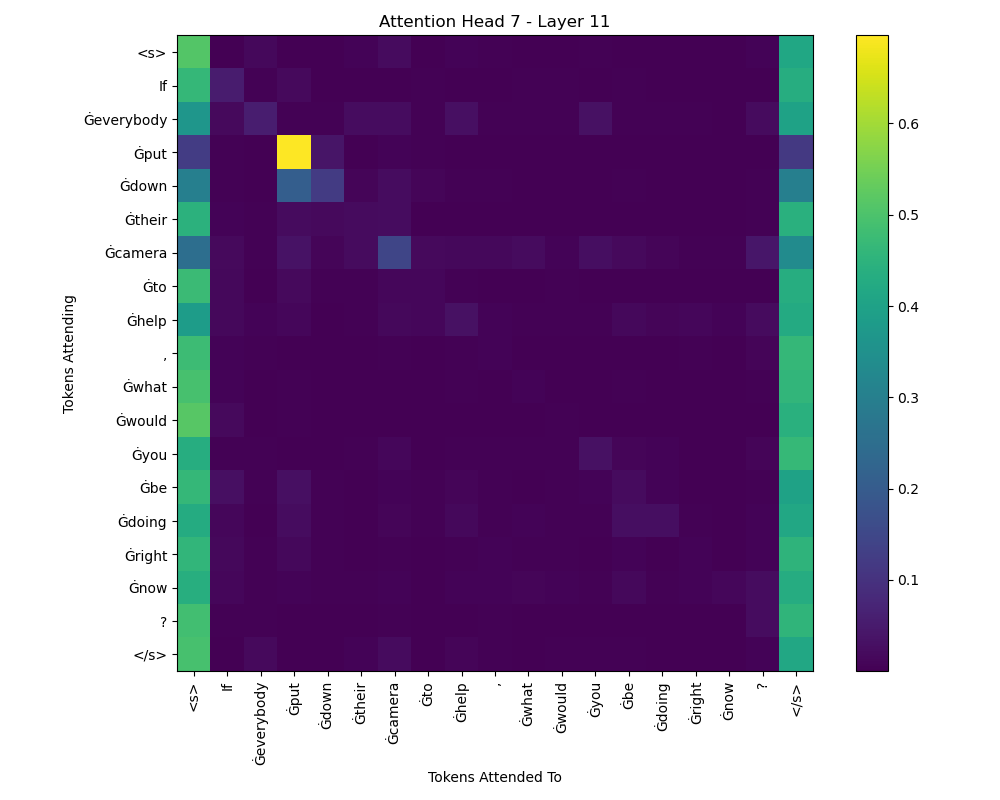 Attention Head 7 - Layer 11
Tokens Attending
<s>
If
Ġeverybody
Ġput
Ġdown
Ġtheir
Ġcamera
Ġto
Ġhelp
,
Ġwhat
Ġwould
Ġyou
Ġbe
Ġdoing
Ġright
Ġnow
?
</s>
<s>
If
Ġeverybody
Ġput
Ġdown
Ġtheir
Ġcamera
Ġto
Ġhelp
,
Ġwhat
Ġwould
Ġyou
Ġbe
Ġdoing
Ġright
Ġnow
?
</s>
Tokens Attended To
0.6
0.5
0.4
0.3
0.2
0.1